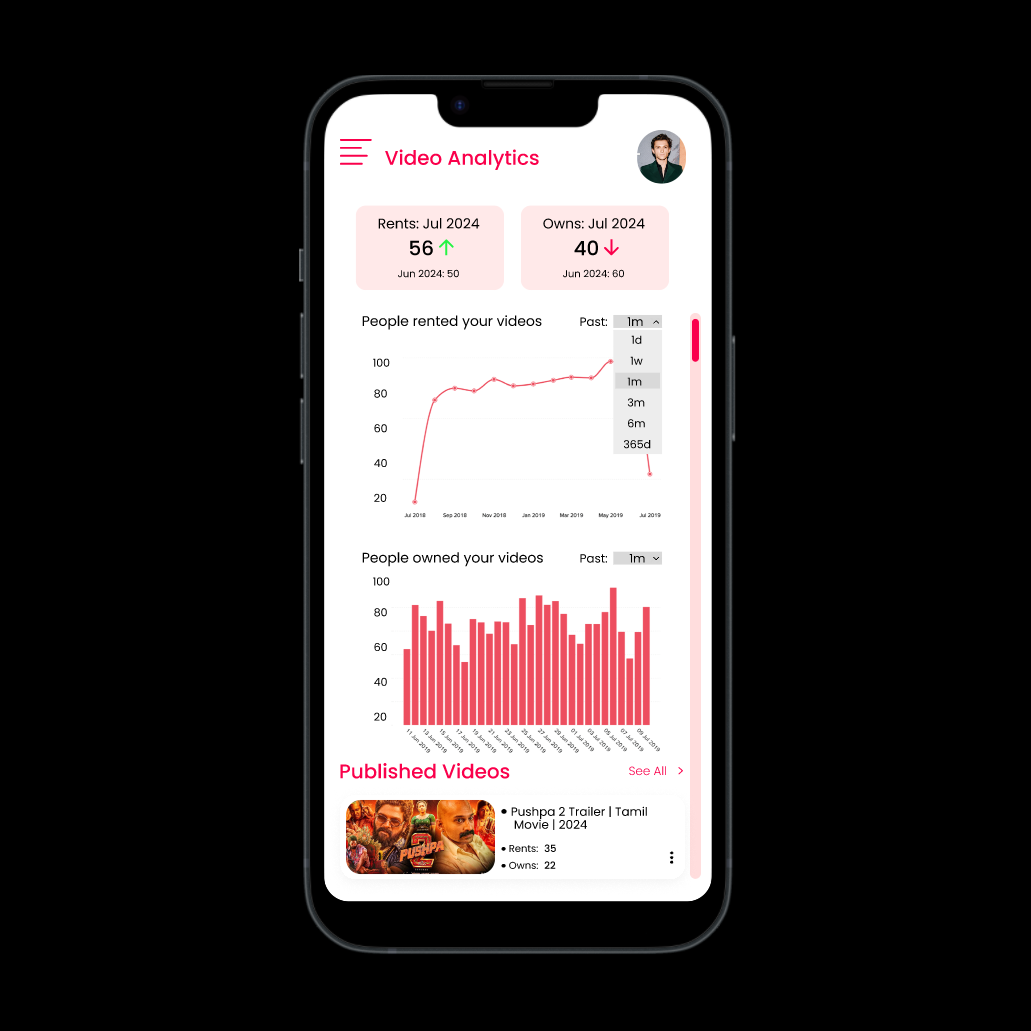 Video Analytics
Rents: Jul 2024
56
Jun 2024: 50
Owns: Jul 2024
40
Jun 2024: 60
People rented your videos
Past:
1m
1d
1w
1m
3m
6m
365d
100
80
60
40
20
Jul 2018
Sep 2018
Nov 2018
Jan 2019
Mar 2019
May 2019
Jul 2019
People owned your videos
Past:
1m
100
80
60
40
20
11 Jun 2019
13 Jun 2019
15 Jun 2019
17 Jun 2019
19 Jun 2019
21 Jun 2019
23 Jun 2019
25 Jun 2019
27 Jun 2019
29 Jun 2019
01 Jul 2019
03 Jul 2019
05 Jul 2019
07 Jul 2019
09 Jul 2019
Published Videos
See All
PUSHPA
2
• Pushpa 2 Trailer | Tamil
Movie | 2024
• Rents: 35
• Owns: 22